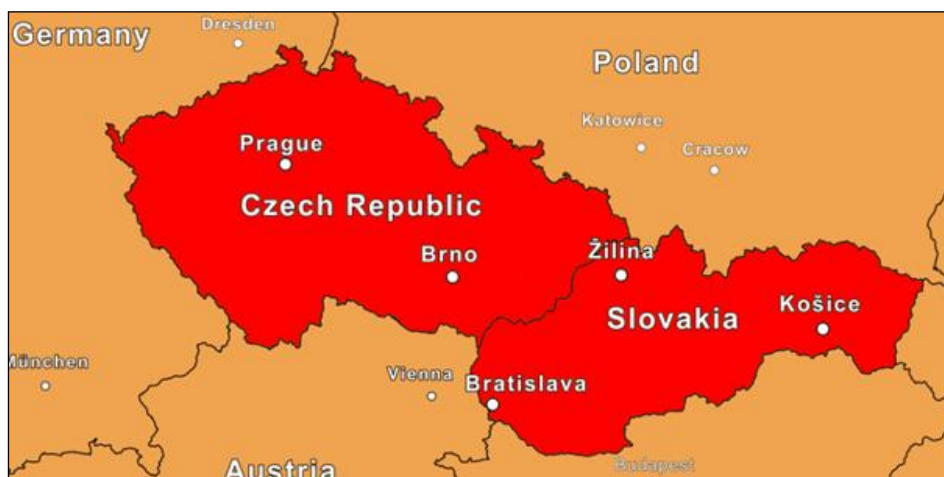 Germany
Dresden
Poland
Katowice
Cracow
Prague
Czech Republic
Brno
Žilina
Slovakia
Košice
München
Vienna
Bratislava
Austria
Budapest